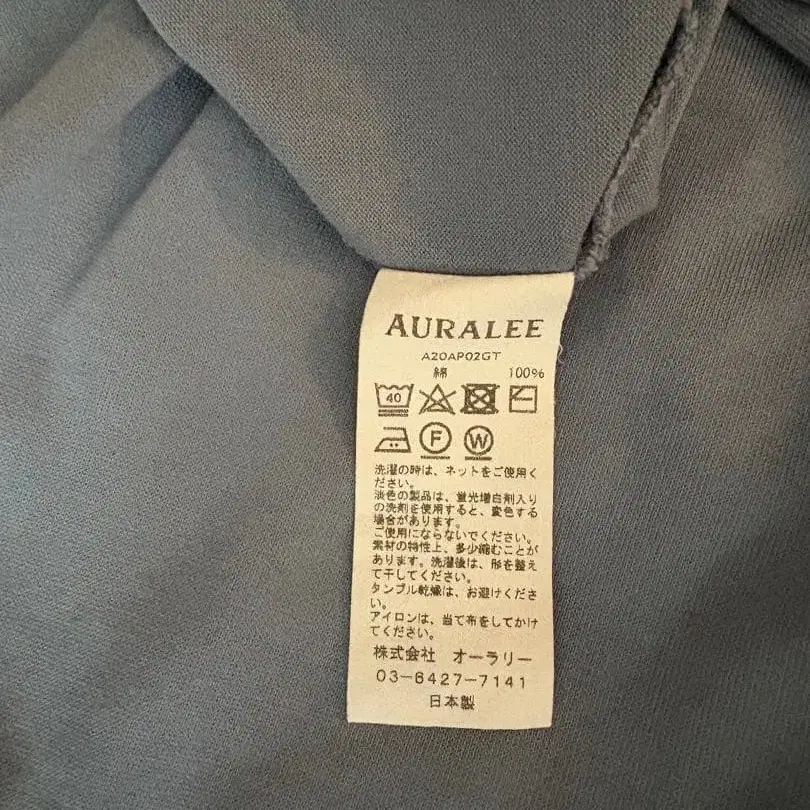 AURALEE
A20AP02GT
綿 100%
40
F W
洗濯の時は、ネットをご使用く
ださい。
淡色の製品は、蛍光増白剤入り
の洗剤を使用すると、変色する
場合があります。
ご使用にならないでください。
素材の特性上、多少縮むことが
あります。洗濯後は、形を整え
て干してください。
タンブル乾燥は、お避けくださ
い。
アイロンは、当て布をしてかけ
てください。
株式会社 オーラリー
03-6427-7141
日本製